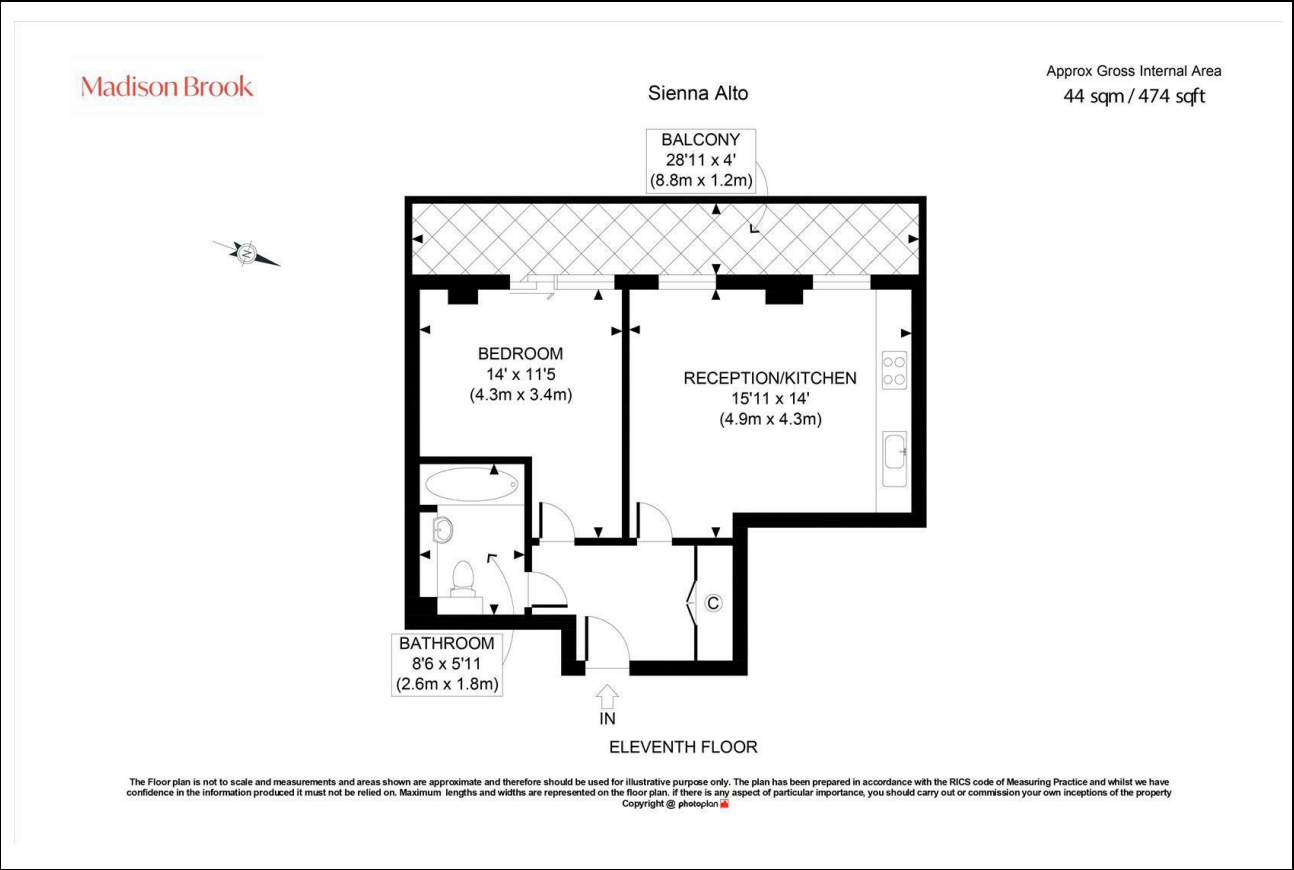 Madison Brook
Sienna Alto
Approx Gross Internal Area
44 sqm / 474 sqft
BALCONY
28'11 x 4'
(8.8m x 1.2m)
N
BEDROOM
14' x 11'5
(4.3m x 3.4m)
RECEPTION/KITCHEN
15'11 x 14'
(4.9m x 4.3m)
C
BATHROOM
8'6 x 5'11
(2.6m x 1.8m)
IN
ELEVENTH FLOOR
The Floor plan is not to scale and measurements and areas shown are approximate and therefore should be used for illustrative purpose only. The plan has been prepared in accordance with the RICS code of Measuring Practice and whilst we have
confidence in the information produced it must not be relied on. Maximum lengths and widths are represented on the floor plan. if there is any aspect of particular importance, you should carry out or commission your own inceptions of the property
Copyright @ photoplan